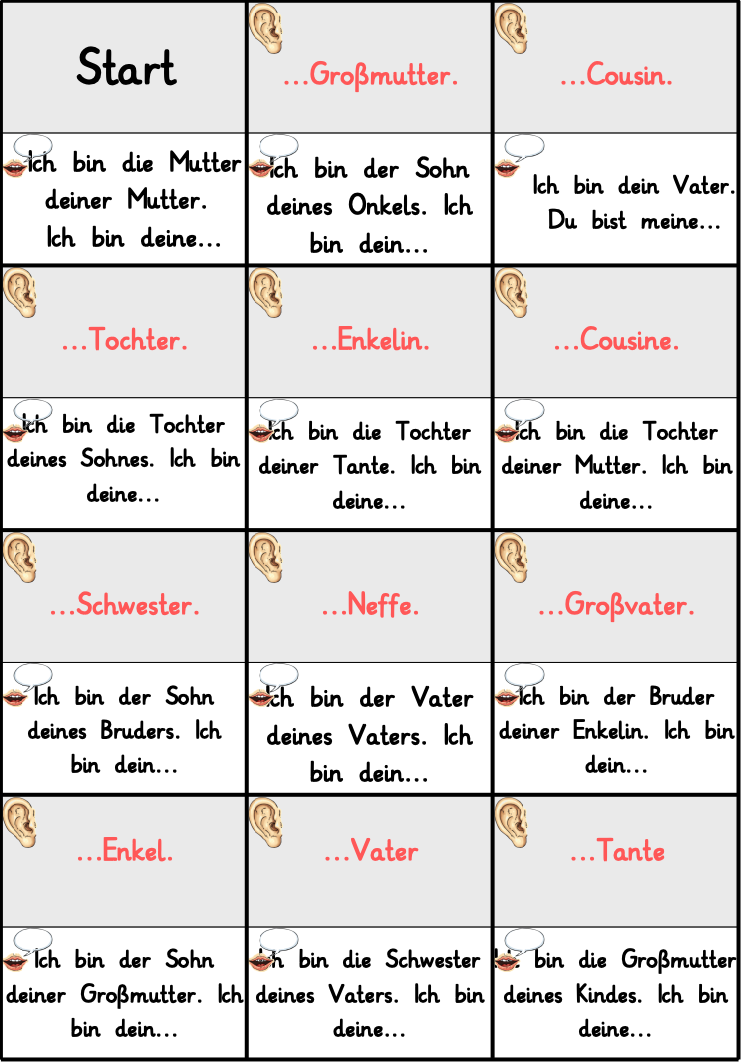 Start
Ich bin die Mutter
deiner Mutter.
Ich bin deine...
...Großmutter.
Ich bin der Sohn
deines Onkels. Ich
bin dein...
...Cousin.
Ich bin dein Vater.
Du bist meine...
...Tochter.
Ich bin die Tochter
deines Sohnes. Ich bin
deine...
...Enkelin.
Ich bin die Tochter
deiner Tante. Ich bin
deine...
...Cousine.
Ich bin die Tochter
deiner Mutter. Ich bin
deine...
...Schwester.
Ich bin der Sohn
deines Bruders. Ich
bin dein...
...Neffe.
Ich bin der Vater
deines Vaters. Ich
bin dein...
...Großvater.
Ich bin der Bruder
deiner Enkelin. Ich bin
dein...
...Enkel.
Ich bin der Sohn
deiner Großmutter. Ich
bin dein...
...Vater
Ich bin die Schwester
deines Vaters. Ich bin
deine...
...Tante
Ich bin die Großmutter
deines Kindes. Ich bin
deine...